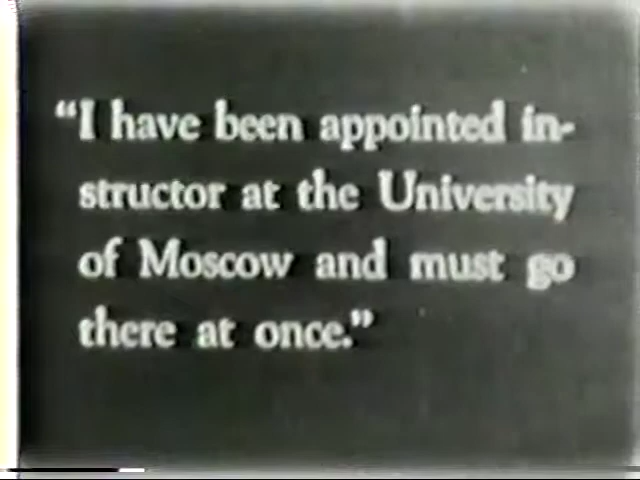 “I have been appointed in-
structor at the University
of Moscow and must go
there at once.”